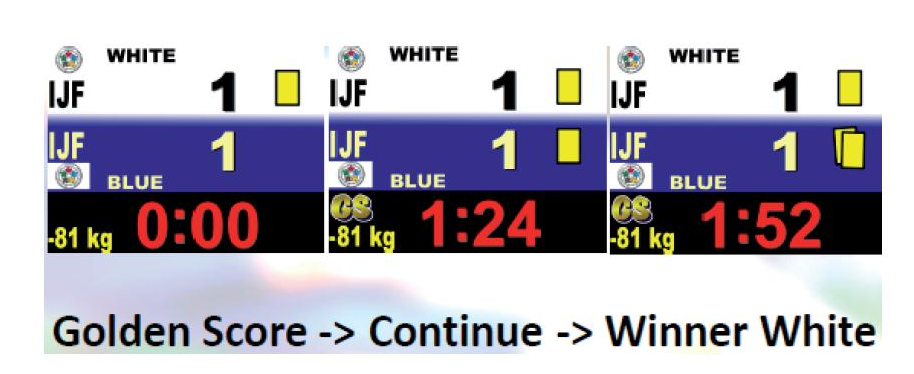 WHITE
IJF 1
IJF 1
BLUE
-81 kg 0:00
WHITE
IJF 1
IJF 1
BLUE
GS
-81 kg 1:24
WHITE
IJF 1
IJF 1
BLUE
GS
-81 kg 1:52
Golden Score -> Continue -> Winner White